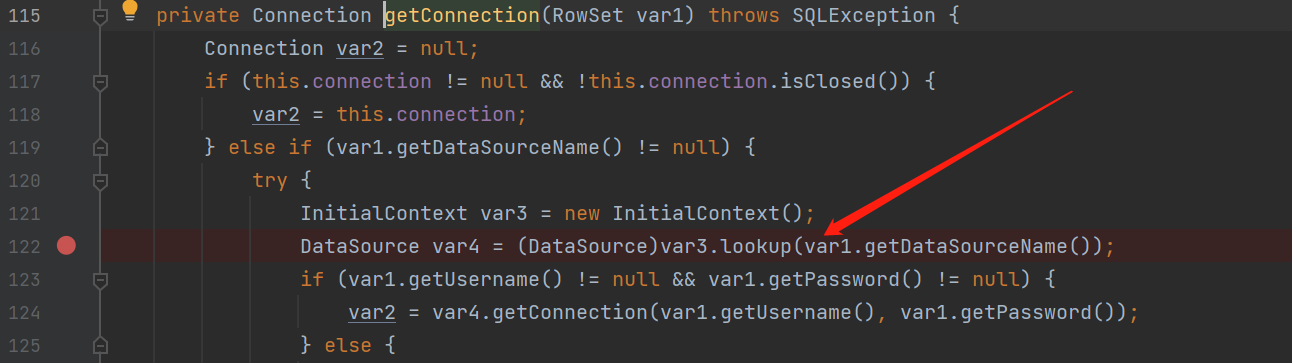 115 private Connection getConnection(RowSet var1) throws SQLException {
116 Connection var2 = null;
117 if (this.connection != null && !this.connection.isClosed()) {
118 var2 = this.connection;
119 } else if (var1.getDataSourceName() != null) {
120 try {
121 InitialContext var3 = new InitialContext();
122 DataSource var4 = (DataSource)var3.lookup(var1.getDataSourceName());
123 if (var1.getUsername() != null && var1.getPassword() != null) {
124 var2 = var4.getConnection(var1.getUsername(), var1.getPassword());
125 } else {